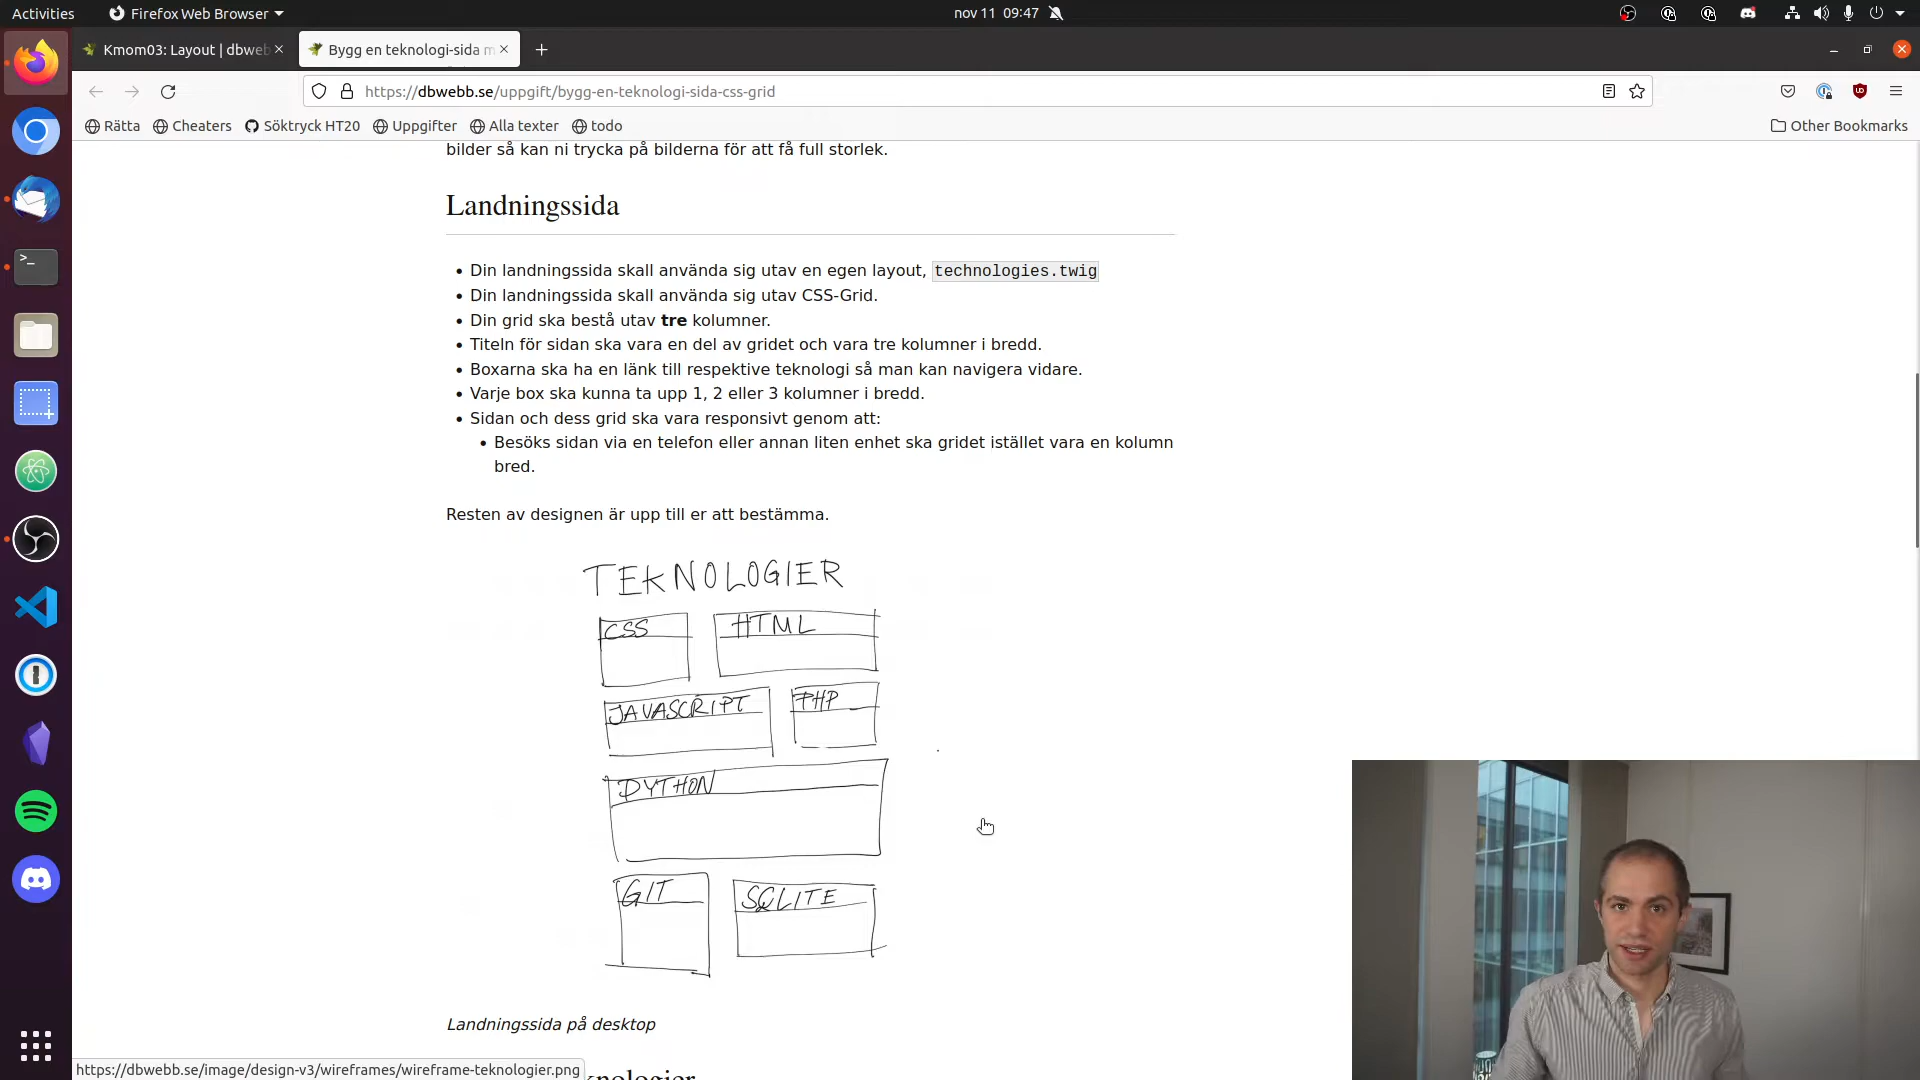 Activities
Firefox Web Browser
nov 11 09:47
Kmom03: Layout | dbweb
Bygg en teknologi-sida m
https://dbwebb.se/uppgift/bygg-en-teknologi-sida-css-grid
Rätta
Cheaters
Söktryck HT20
Uppgifter
Alla texter
todo
Other Bookmarks
bilder så kan ni trycka på bilderna för att få full storlek.
Landningssida
Din landningssida skall använda sig utav en egen layout, technologies.twig
Din landningssida skall använda sig utav CSS-Grid.
Din grid ska bestå utav tre kolumner.
Titeln för sidan ska vara en del av gridet och vara tre kolumner i bredd.
Boxarna ska ha en länk till respektive teknologi så man kan navigera vidare.
Varje box ska kunna ta upp 1, 2 eller 3 kolumner i bredd.
Sidan och dess grid ska vara responsivt genom att:
Besöks sidan via en telefon eller annan liten enhet ska gridet istället vara en kolumn
bred.
Resten av designen är upp till er att bestämma.
TEKNOLOGIER
CSS
HTML
JAVASCRIPT
PHP
PYTHON
GIT
SQLITE
Landningssida på desktop
https://dbwebb.se/image/design-v3/wireframes/wireframe-teknologier.png